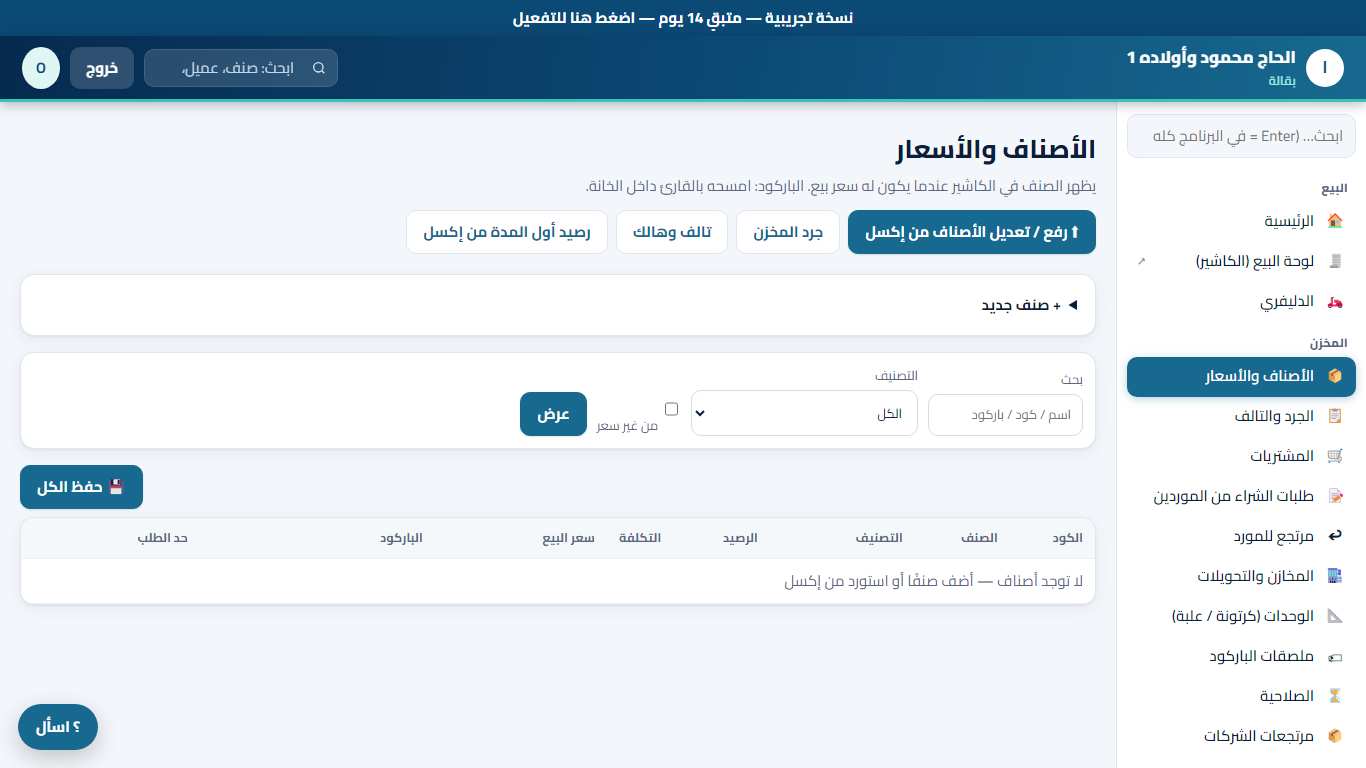 نسخة تجريبية — متبقٍ 14 يوم — اضغط هنا للتفعيل
ا
الحاج محمود وأولاده 1
بقالة
ابحث: صنف، عميل،
خروج
O
ابحث... (Enter = في البرنامج كله
البيع
الرئيسية
لوحة البيع (الكاشير)
الدليفري
المخزن
الأصناف والأسعار
الجرد والتالف
المشتريات
طلبات الشراء من الموردين
مرتجع للمورد
المخازن والتحويلات
الوحدات (كرتونة / علبة)
ملصقات الباركود
الصلاحية
مرتجعات الشركات
الأصناف والأسعار
يظهر الصنف في الكاشير عندما يكون له سعر بيع. الباركود: امسحه بالقارئ داخل الخانة.
⬆ رفع / تعديل الأصناف من إكسل
جرد المخزن
تالف وهالك
رصيد أول المدة من إكسل
+ صنف جديد
بحث
اسم / كود / باركود
التصنيف
الكل
من غير سعر
عرض
حفظ الكل
الكود الصنف التصنيف الرصيد التكلفة سعر البيع الباركود حد الطلب
لا توجد أصناف — أضف صنفًا أو استورد من إكسل
؟ اسأل